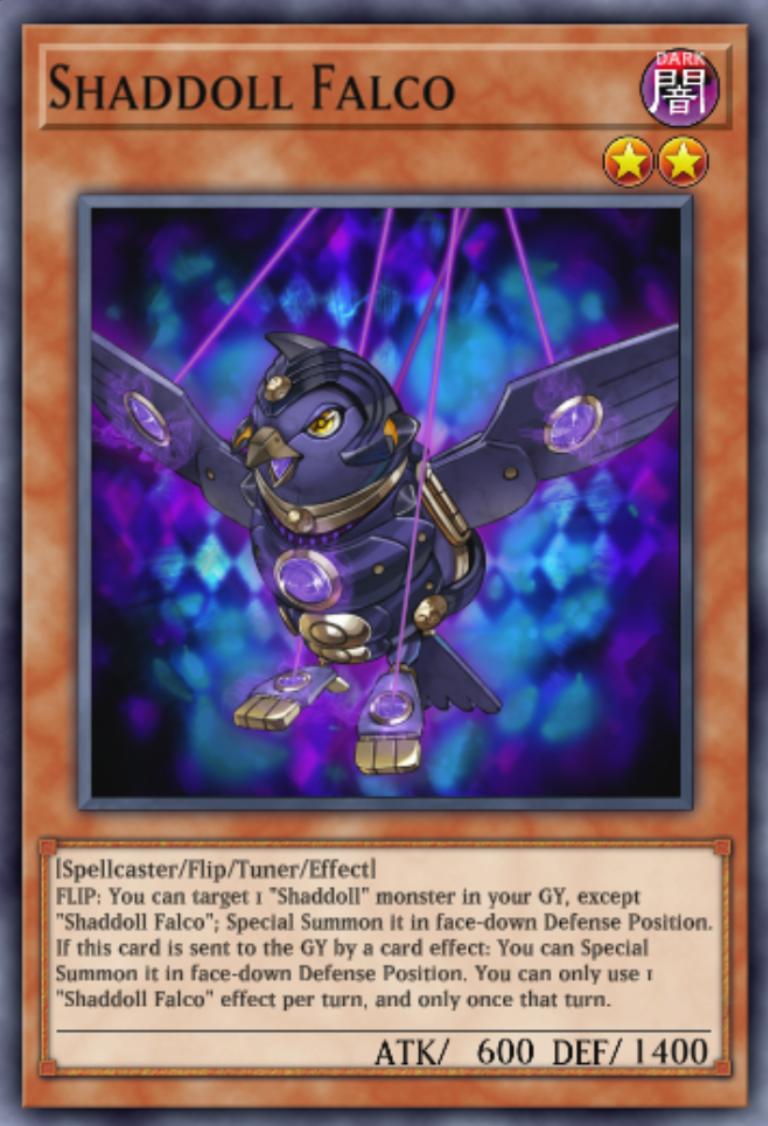 Shaddoll Falco
DARK
闇
[Spellcaster/Flip/Tuner/Effect]
FLIP: You can target 1 "Shaddoll" monster in your GY, except
"Shaddoll Falco"; Special Summon it in face-down Defense Position.
If this card is sent to the GY by a card effect: You can Special
Summon it in face-down Defense Position. You can only use 1
"Shaddoll Falco" effect per turn, and only once that turn.
ATK/ 600 DEF/ 1400